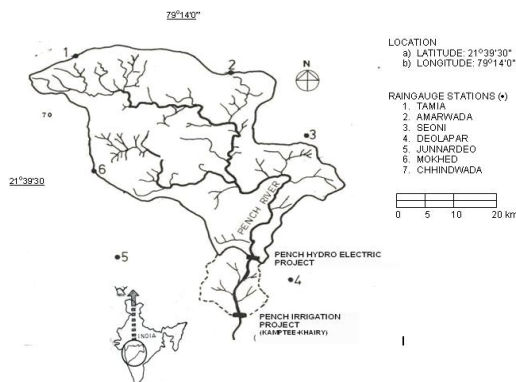 79°14'0"
1
2
N
LOCATION
a) LATITUDE: 21°39'30"
b) LONGITUDE: 79°14'0"
RAINGAUGE STATIONS (•)
1. TAMIA
2. AMARWADA
3. SEONI
4. DEOLAPAR
5. JUNNARDEO
6. MOKHED
7. CHHINDWADA
7
3
21°39'30
6
0 5 10 20 km
PENCH RIVER
5
PENCH HYDRO ELECTRIC
PROJECT
4
PENCH IRRIGATION
PROJECT
(KAMPTEE-KHAIRY)
INDIA